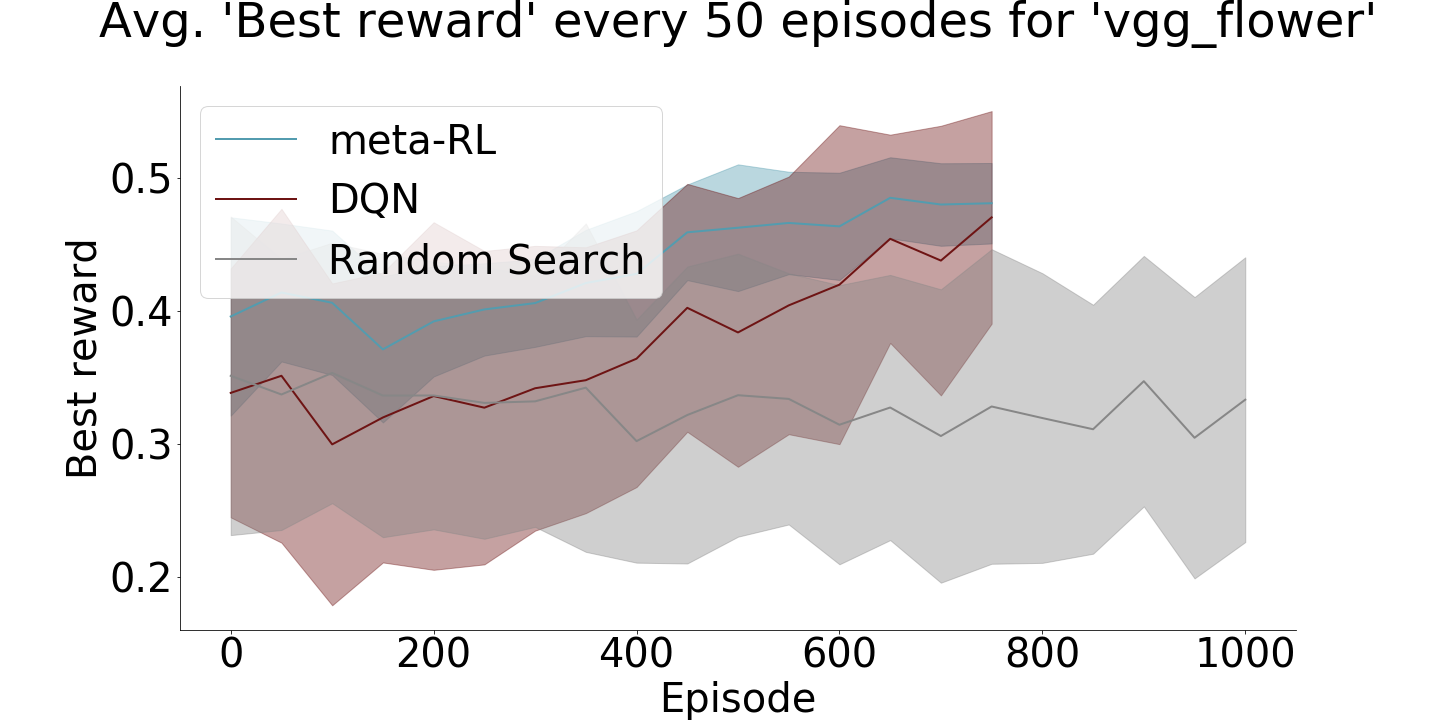 Avg. 'Best reward' every 50 episodes for 'vgg_flower'
meta-RL
DQN
Random Search
Best reward
0.5
0.4
0.3
0.2
0 200 400 600 800 1000
Episode